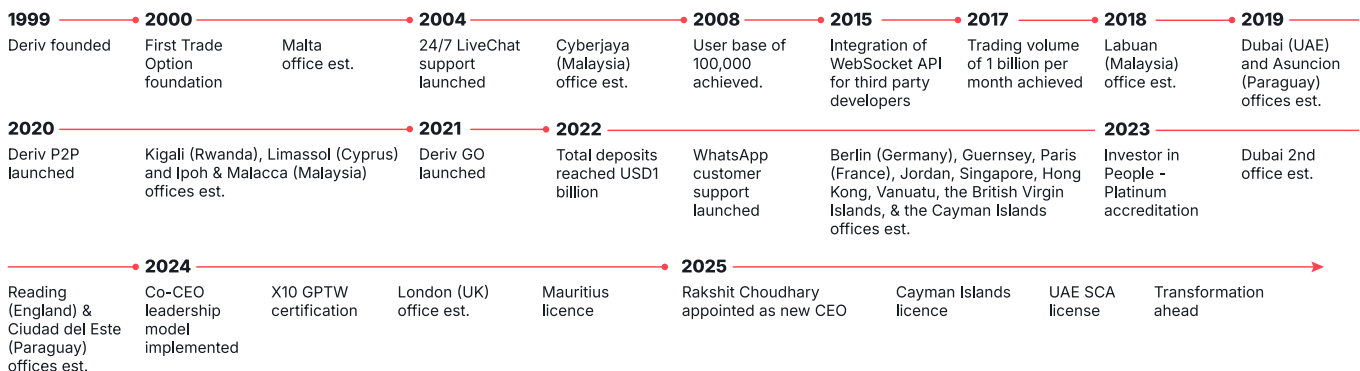 1999
Deriv founded
2000
First Trade
Option
foundation
Malta
office est.
2004
24/7 LiveChat
support
launched
Cyberjaya
(Malaysia)
office est.
2008
User base of
100,000
achieved.
2015
Integration of
WebSocket API
for third party
developers
2017
Trading volume
of 1 billion per
month achieved
2018
Labuan
(Malaysia)
office est.
2019
Dubai (UAE)
and Asuncion
(Paraguay)
offices est.
2020
Deriv P2P
launched
Kigali (Rwanda), Limassol (Cyprus)
and Ipoh & Malacca (Malaysia)
offices est.
2021
Deriv GO
launched
2022
Total deposits
reached USD1
billion
WhatsApp
customer
support
launched
Berlin (Germany), Guernsey, Paris
(France), Jordan, Singapore, Hong
Kong, Vanuatu, the British Virgin
Islands, & the Cayman Islands
offices est.
2023
Investor in
People -
Platinum
accreditation
Dubai 2nd
office est.
Reading
(England) &
Ciudad del Este
(Paraguay)
offices est.
2024
Co-CEO
leadership
model
implemented
X10 GPTW
certification
London (UK)
office est.
Mauritius
licence
2025
Rakshit Choudhary
appointed as new CEO
Cayman Islands
licence
UAE SCA
license
Transformation
ahead